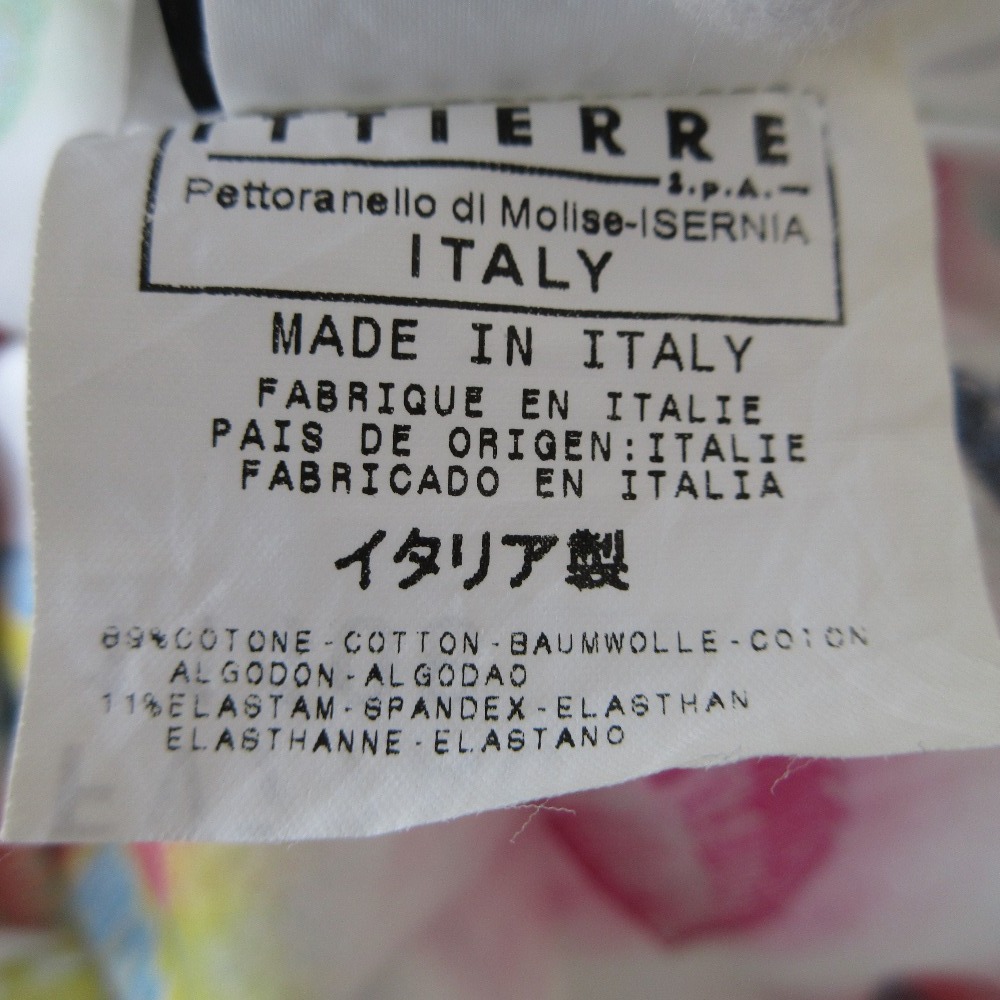 ITTIERRE
S.p.A.
Pettoranello di Molise-ISERNIA
ITALY
MADE IN ITALY
FABRIQUE EN ITALIE
PAIS DE ORIGEN:ITALIE
FABRICADO EN ITALIA
イタリア製
89%COTONE-COTTON-BAUMWOLLE-COTON
ALGODON-ALGODAO
11%ELASTAM-SPANDEX-ELASTHAN
ELASTHANNE-ELASTANO